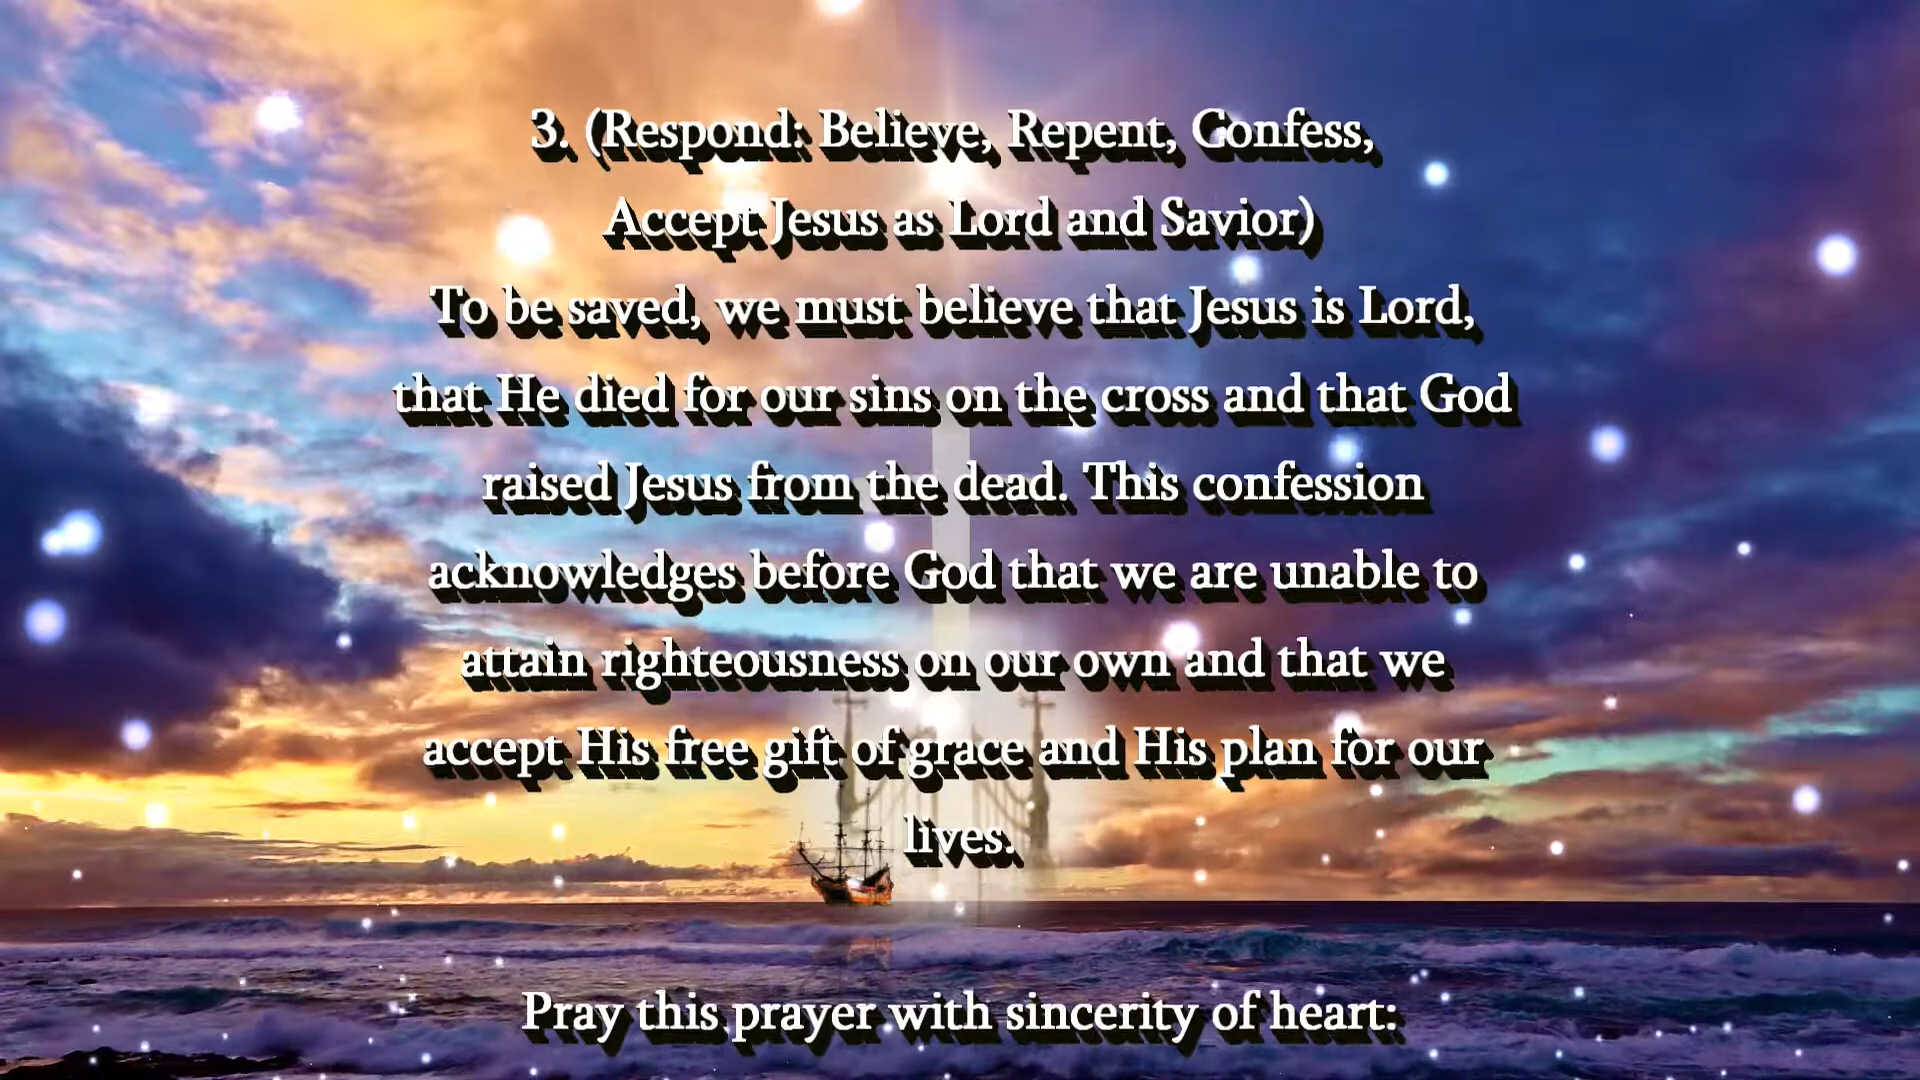 3. (Respond: Believe, Repent, Confess,
Accept Jesus as Lord and Savior)
To be saved, we must believe that Jesus is Lord,
that He died for our sins on the cross and that God
raised Jesus from the dead. This confession
acknowledges before God that we are unable to
attain righteousness on our own and that we
accept His free gift of grace and His plan for our
lives.
Pray this prayer with sincerity of heart: